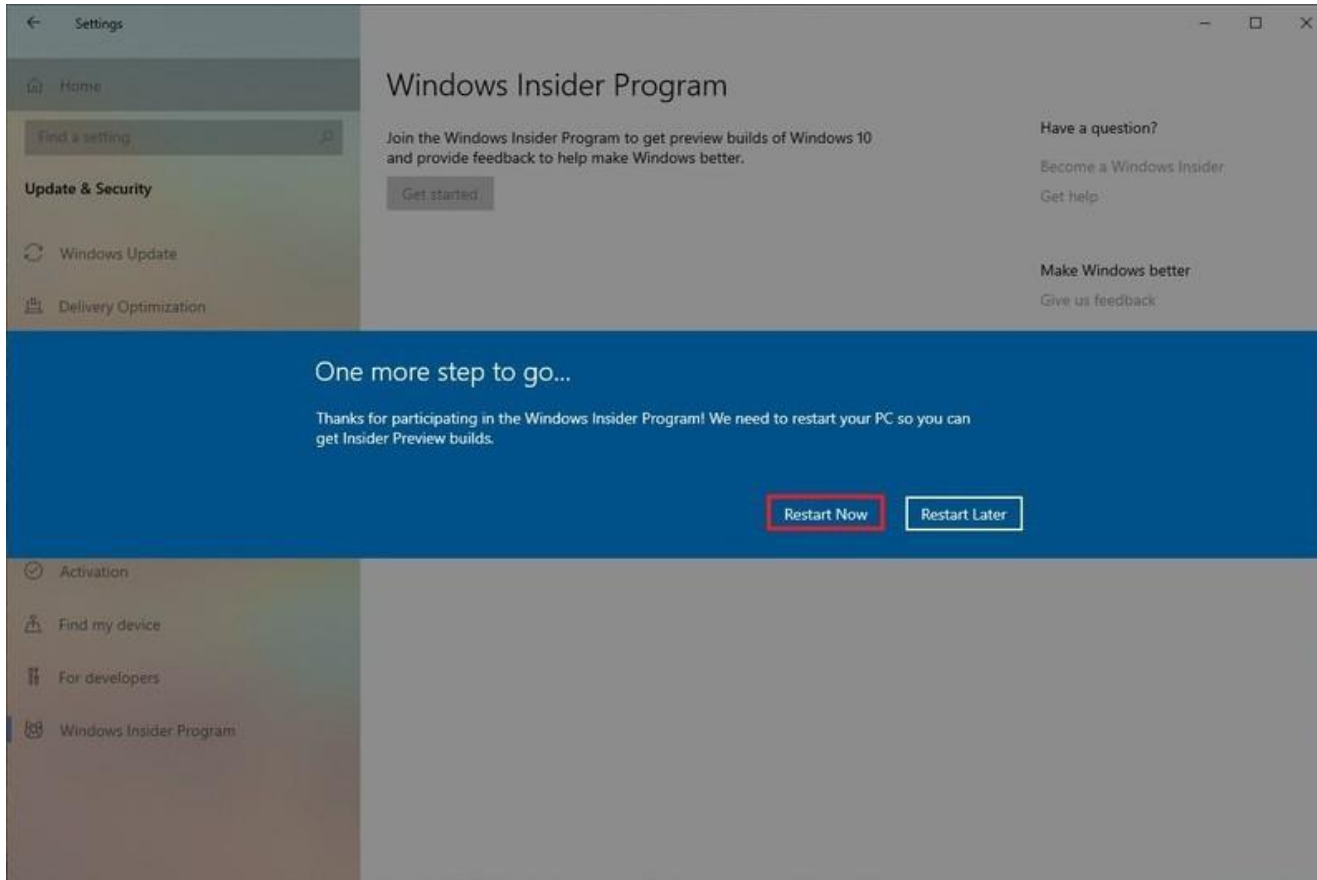 Settings
Home
Find a setting
Update & Security
Windows Update
Delivery Optimization
Windows Insider Program
Join the Windows Insider Program to get preview builds of Windows 10
and provide feedback to help make Windows better.
Get started
Have a question?
Become a Windows Insider
Get help
Make Windows better
Give us feedback
One more step to go...
Thanks for participating in the Windows Insider Program! We need to restart your PC so you can
get Insider Preview builds.
Restart Now
Restart Later
Activation
Find my device
For developers
Windows Insider Program